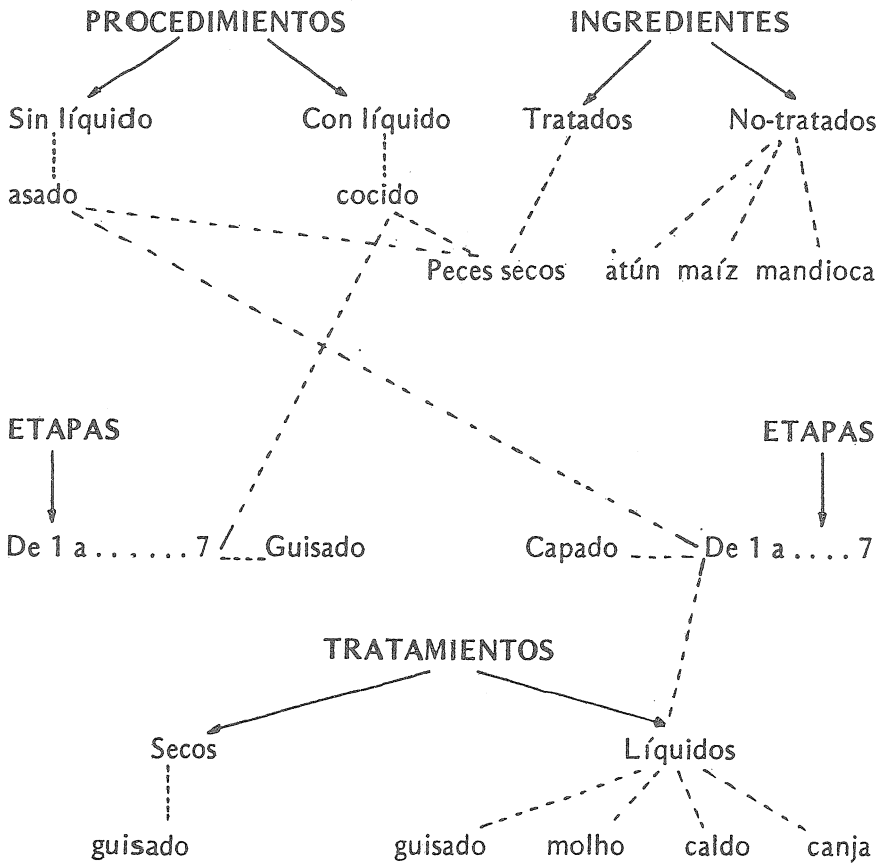 PROCEDIMIENTOS INGREDIENTES
Sin líquido Con líquido Tratados No-tratados
asado cocido
Peces secos atún maíz mandioca
ETAPAS ETAPAS
De 1 a . . . . . . 7 Guisado Capado De 1 a . . . . 7
TRATAMIENTOS
Secos Líquidos
guisado guisado molho caldo canja